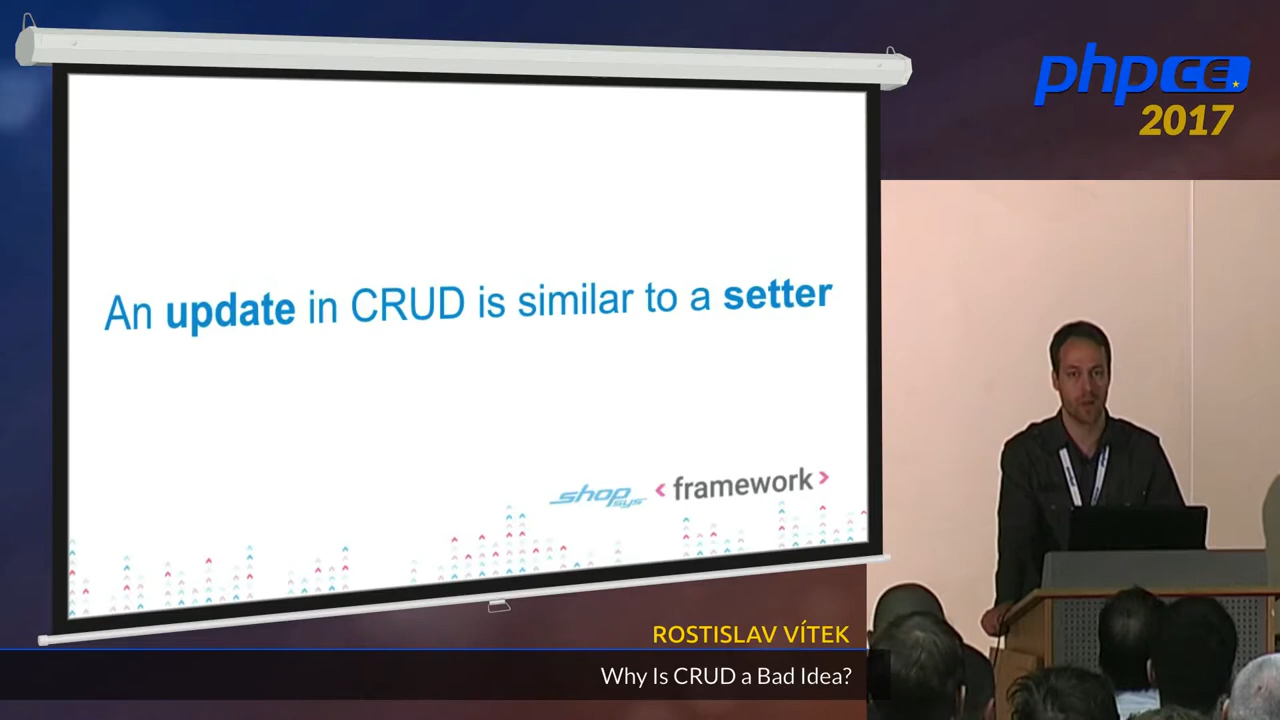 phpCE
2017
An update in CRUD is similar to a setter
shopsys <framework>
ROSTISLAV VÍTEK
Why Is CRUD a Bad Idea?